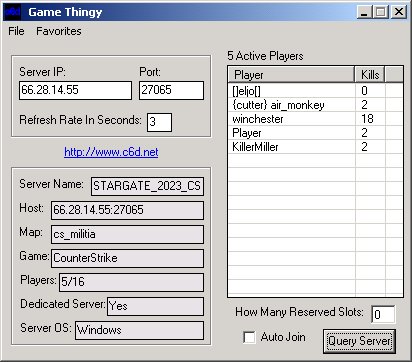 c6d Game Thingy
File Favorites
Server IP: Port:
66.28.14.55 27065
Refresh Rate In Seconds: 3
http://www.c6d.net
Server Name: STARGATE_2023_CS
Host: 66.28.14.55:27065
Map: cs_militia
Game: CounterStrike
Players: 5/16
Dedicated Server: Yes
Server OS: Windows
5 Active Players
Player Kills
[]eljo[] 0
{cutter} air_monkey 2
winchester 18
Player 2
KillerMiller 2
How Many Reserved Slots: 0
Auto Join Query Server